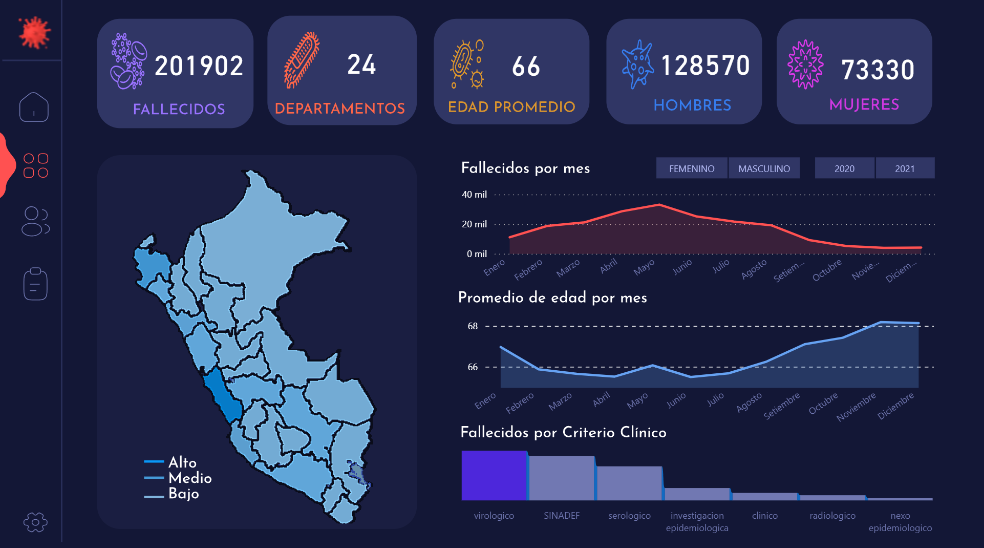 201902
FALLECIDOS
24
DEPARTAMENTOS
66
EDAD PROMEDIO
128570
HOMBRES
73330
MUJERES
Alto
Medio
Bajo
Fallecidos por mes
FEMENINO MASCULINO 2020 2021
40 mil
20 mil
0 mil
Enero Febrero Marzo Abril Mayo Junio Julio Agosto Setiem... Octubre Novie... Diciem...
Promedio de edad por mes
68
66
Enero Febrero Marzo Abril Mayo Junio Julio Agosto Setiembre Octubre Noviembre Diciembre
Fallecidos por Criterio Clínico
virologico SINADEF serologico investigacion clinico radiologico nexo
epidemiologica epidemiologico